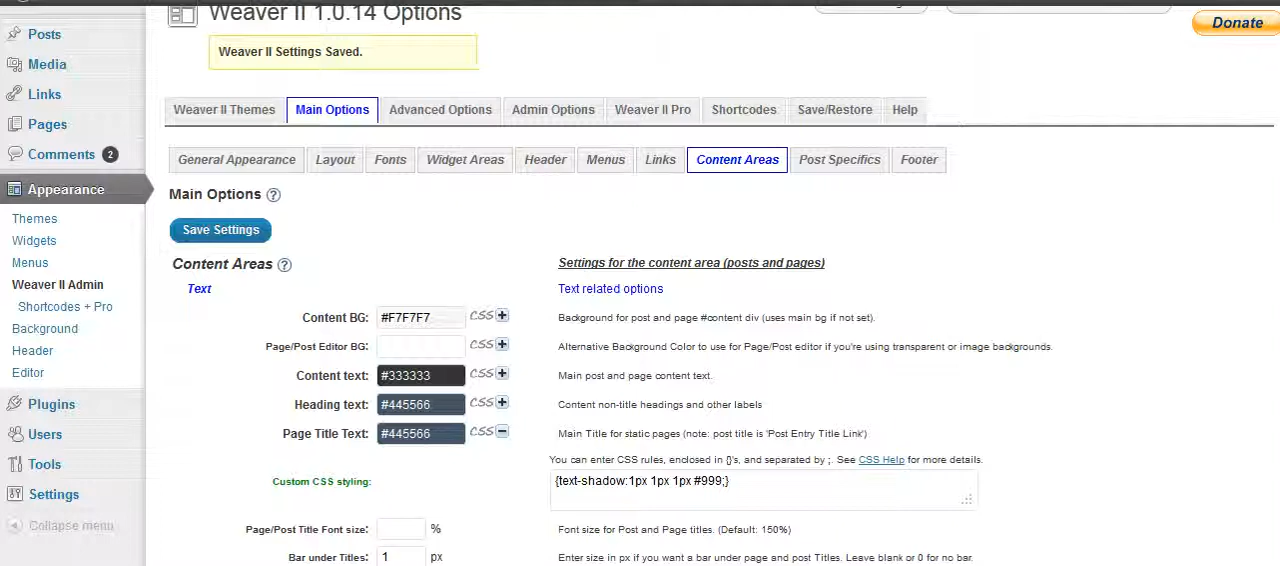 Weaver II 1.0.14 Options
Donate
Posts
Weaver II Settings Saved.
Media
Links
Pages
Weaver II Themes Main Options Advanced Options Admin Options Weaver II Pro Shortcodes Save/Restore Help
Comments 2
General Appearance Layout Fonts Widget Areas Header Menus Links Content Areas Post Specifics Footer
Appearance
Main Options ?
Themes
Save Settings
Widgets
Menus
Content Areas ? Settings for the content area (posts and pages)
Weaver II Admin
Text Text related options
Shortcodes + Pro
Content BG: #F7F7F7 CSS + Background for post and page #content div (uses main bg if not set).
Background
Page/Post Editor BG: CSS + Alternative Background Color to use for Page/Post editor if you're using transparent or image backgrounds.
Header
Editor
Content text: #333333 CSS + Main post and page content text.
Plugins
Heading text: #445566 CSS + Content non-title headings and other labels
Users
Page Title Text: #445566 CSS − Main Title for static pages (note: post title is 'Post Entry Title Link')
Tools
You can enter CSS rules, enclosed in {}'s, and separated by ;. See CSS Help for more details.
Custom CSS styling: {text-shadow:1px 1px 1px #999;}
Settings
Collapse menu
Page/Post Title Font size: % Font size for Post and Page titles. (Default: 150%)
Bar under Titles: 1 px Enter size in px if you want a bar under page and post Titles. Leave blank or 0 for no bar.